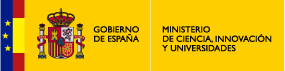 GOBIERNO
DE ESPAÑA
MINISTERIO
DE CIENCIA, INNOVACIÓN
Y UNIVERSIDADES